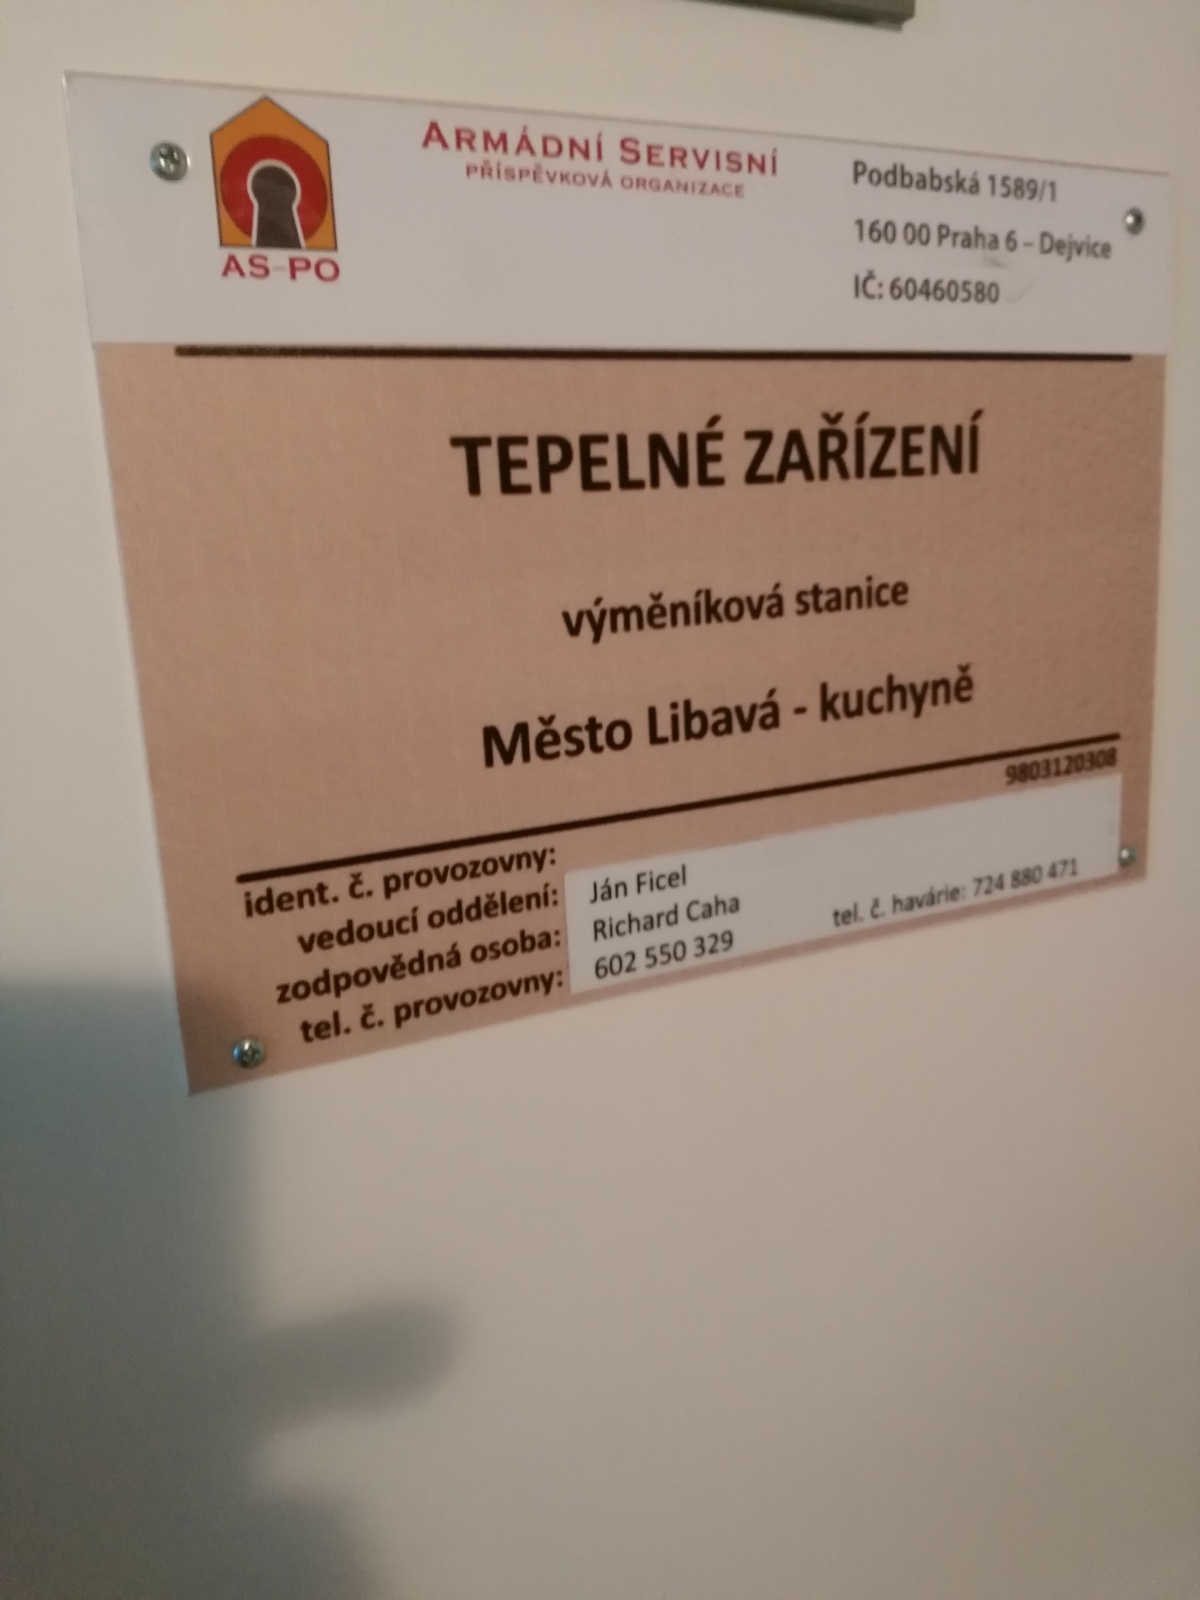 AS-PO
ARMÁDNÍ SERVISNÍ
PŘÍSPĚVKOVÁ ORGANIZACE
Podbabská 1589/1
160 00 Praha 6 – Dejvice
IČ: 60460580
TEPELNÉ ZAŘÍZENÍ
výměníková stanice
Město Libavá - kuchyně
ident. č. provozovny: 9803120308
vedoucí oddělení: Ján Ficel
zodpovědná osoba: Richard Caha
tel. č. provozovny: 602 550 329 tel. č. havárie: 724 880 471